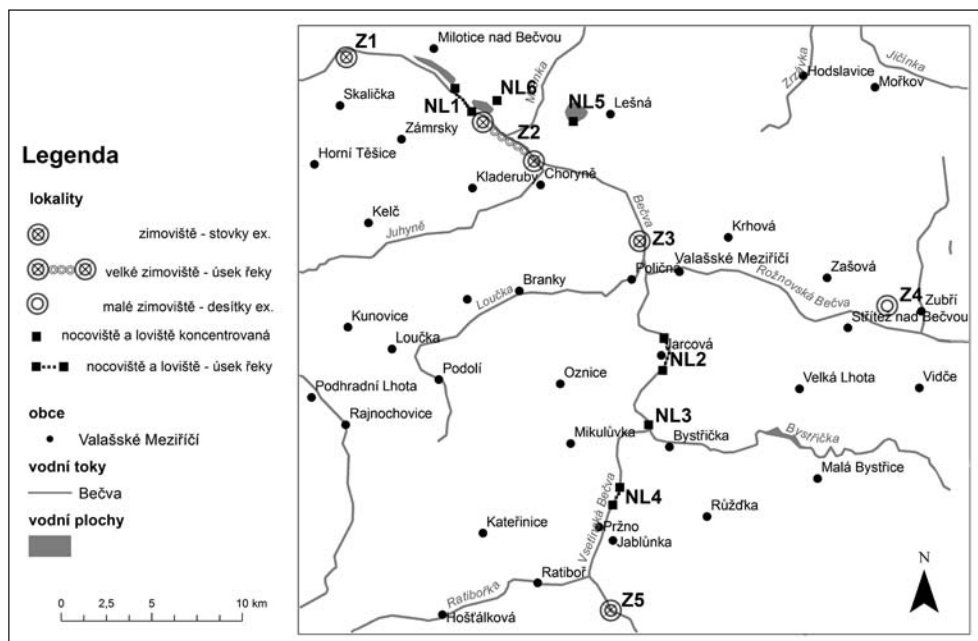 Legenda
lokality
zimoviště - stovky ex.
velké zimoviště - úsek řeky
malé zimoviště - desítky ex.
nocoviště a loviště koncentrovaná
nocoviště a loviště - úsek řeky
obce
Valašské Meziříčí
vodní toky
Bečva
vodní plochy
0 2,5 5 10 km
Z1
Milotice nad Bečvou
Skalička
NL1
NL6
Zámrsky
Z2
NL5
Lešná
Zrzávka
Hodslavice
Jičínka
Mořkov
Horní Těšice
Kladeruby
Choryně
Kelč
Juhyně
Bečva
Z3
Krhová
Poličná
Valašské Meziříčí
Zašová
Rožnovská Bečva
Z4
Zubří
Střítež nad Bečvou
Branky
Loučka
Kunovice
Loučka
Jarcová
NL2
Podolí
Oznice
Velká Lhota
Vidče
Podhradní Lhota
Rajnochovice
NL3
Mikulůvka
Bystřička
Bystřička
Malá Bystřice
NL4
Růžďka
Kateřinice
Vsetínská Bečva
Pržno
Jablůnka
Ratiboř
Ratibořka
Hošťálková
Z5
N